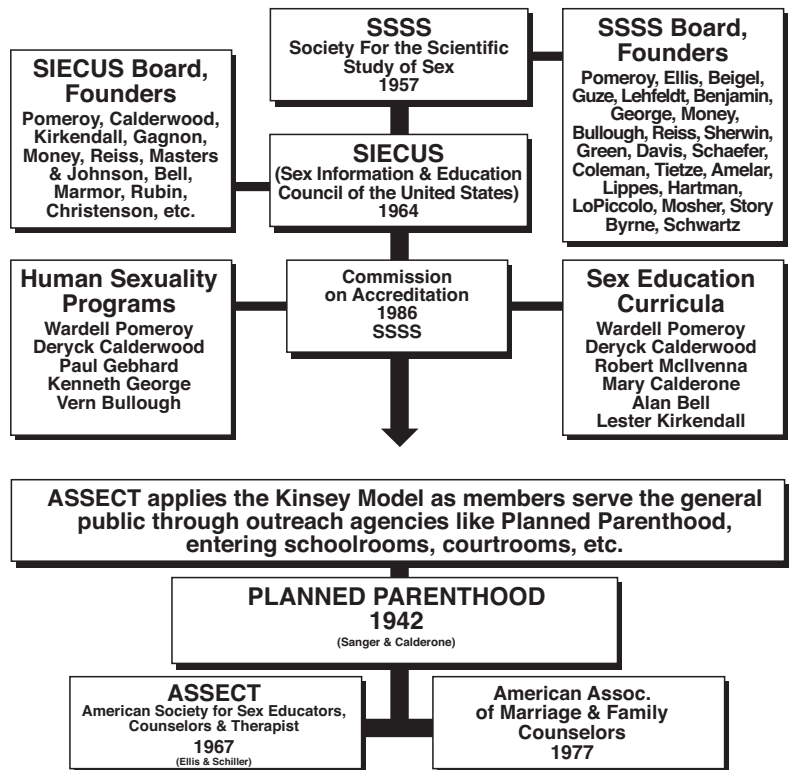 SSSS
Society For the Scientific
Study of Sex
1957
SSSS Board,
Founders
Pomeroy, Ellis, Beigel,
Guze, Lehfeldt, Benjamin,
George, Money,
Bullough, Reiss, Sherwin,
Green, Davis, Schaefer,
Coleman, Tietze, Amelar,
Lippes, Hartman,
LoPiccolo, Mosher, Story
Byrne, Schwartz
SIECUS Board,
Founders
Pomeroy, Calderwood,
Kirkendall, Gagnon,
Money, Reiss, Masters
& Johnson, Bell,
Marmor, Rubin,
Christenson, etc.
SIECUS
(Sex Information & Education
Council of the United States)
1964
Human Sexuality
Programs
Wardell Pomeroy
Deryck Calderwood
Paul Gebhard
Kenneth George
Vern Bullough
Commission
on Accreditation
1986
SSSS
Sex Education
Curricula
Wardell Pomeroy
Deryck Calderwood
Robert McIlvenna
Mary Calderone
Alan Bell
Lester Kirkendall
ASSECT applies the Kinsey Model as members serve the general
public through outreach agencies like Planned Parenthood,
entering schoolrooms, courtrooms, etc.
PLANNED PARENTHOOD
1942
(Sanger & Calderone)
ASSECT
American Society for Sex Educators,
Counselors & Therapist
1967
(Ellis & Schiller)
American Assoc.
of Marriage & Family
Counselors
1977